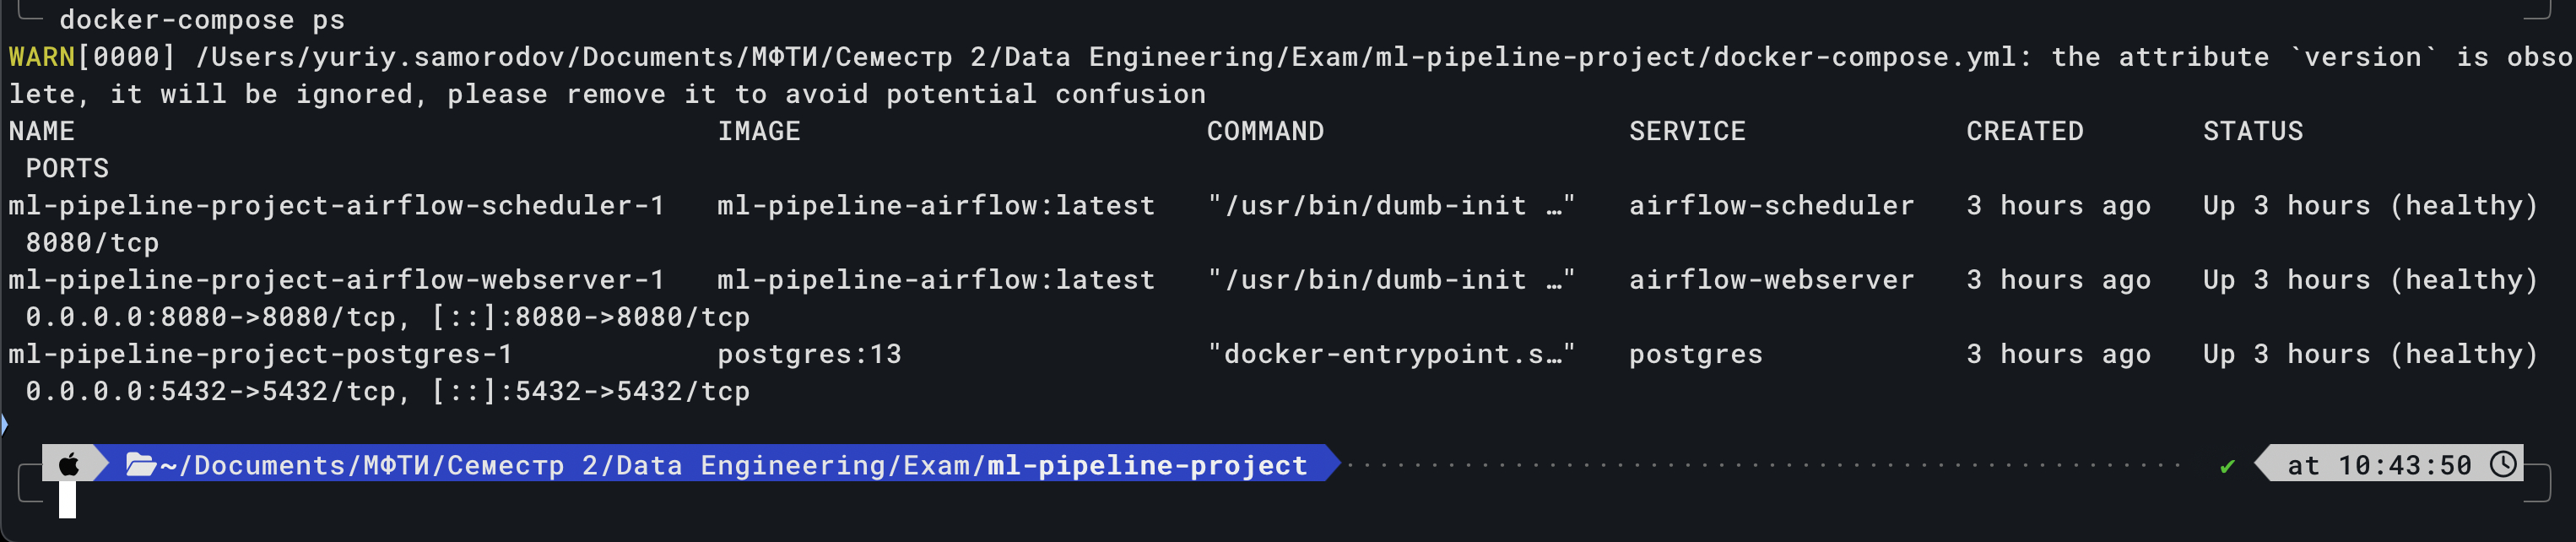 docker-compose ps
WARN[0000] /Users/yuriy.samorodov/Documents/МФТИ/Семестр 2/Data Engineering/Exam/ml-pipeline-project/docker-compose.yml: the attribute `version` is obso
lete, it will be ignored, please remove it to avoid potential confusion
NAME IMAGE COMMAND SERVICE CREATED STATUS
PORTS
ml-pipeline-project-airflow-scheduler-1 ml-pipeline-airflow:latest "/usr/bin/dumb-init …" airflow-scheduler 3 hours ago Up 3 hours (healthy)
8080/tcp
ml-pipeline-project-airflow-webserver-1 ml-pipeline-airflow:latest "/usr/bin/dumb-init …" airflow-webserver 3 hours ago Up 3 hours (healthy)
0.0.0.0:8080->8080/tcp, [::]:8080->8080/tcp
ml-pipeline-project-postgres-1 postgres:13 "docker-entrypoint.s…" postgres 3 hours ago Up 3 hours (healthy)
0.0.0.0:5432->5432/tcp, [::]:5432->5432/tcp
~/Documents/МФТИ/Семестр 2/Data Engineering/Exam/ml-pipeline-project ✔ at 10:43:50